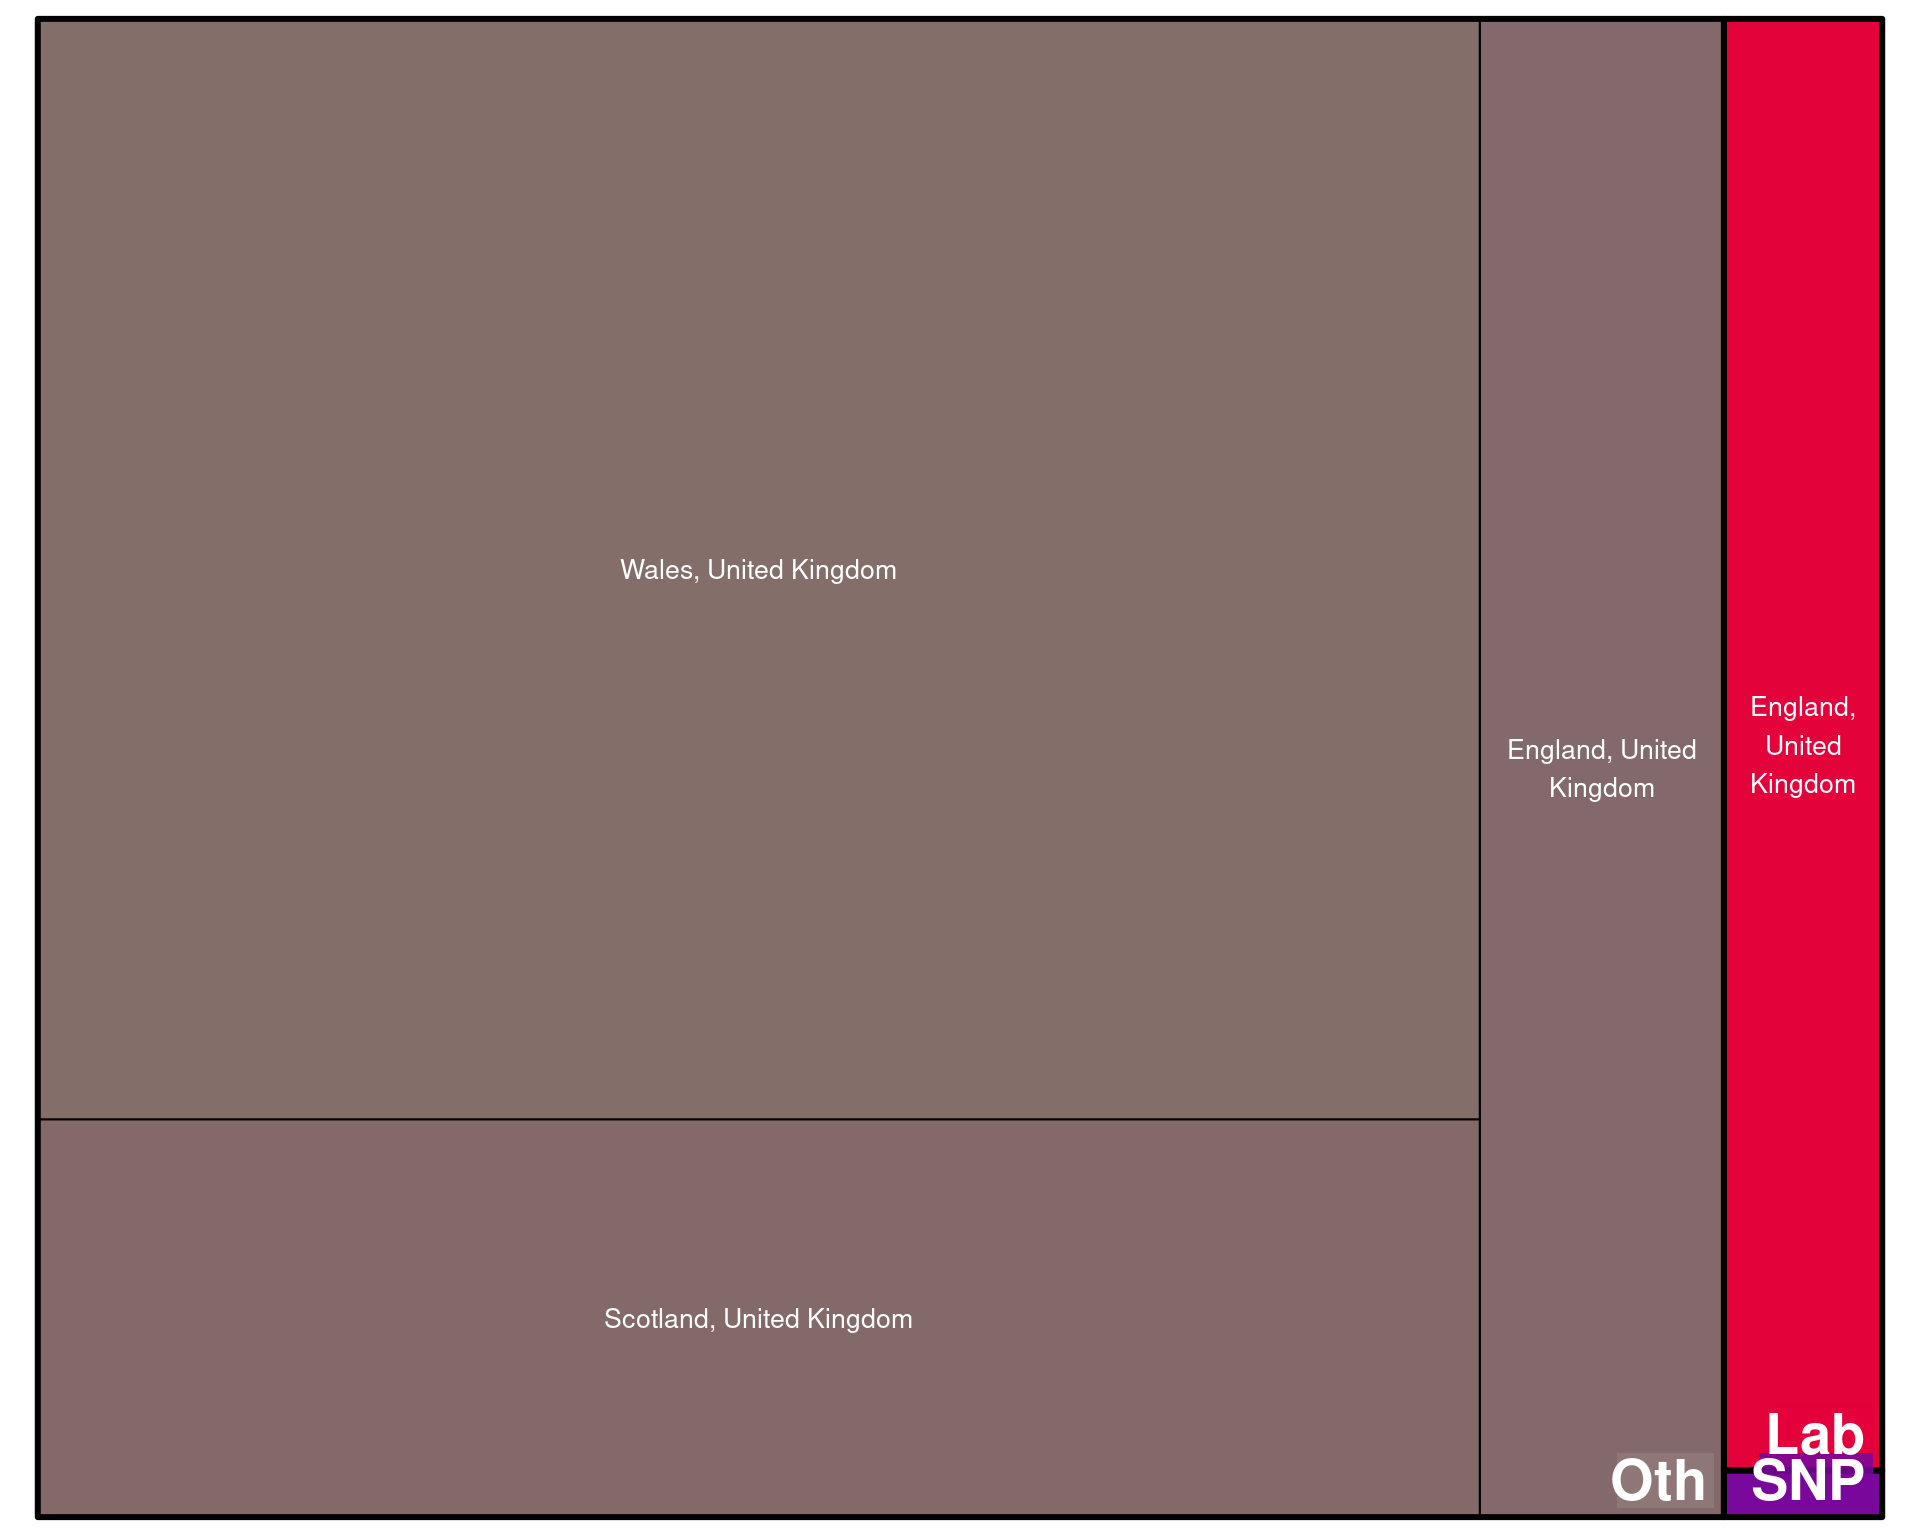 Wales, United Kingdom
England, United
Kingdom
England,
United
Kingdom
Scotland, United Kingdom
Oth
Lab
SNP